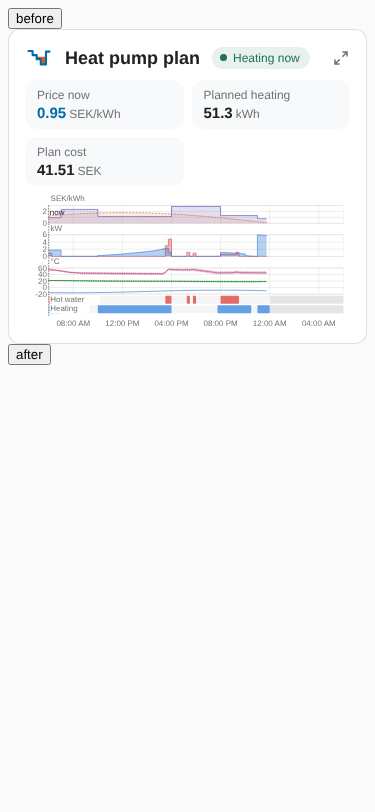 before
Heat pump plan
Heating now
Price now
0.95 SEK/kWh
Planned heating
51.3 kWh
Plan cost
41.51 SEK
SEK/kWh
2
now
0
kW
6
4
2
0
°C
60
40
20
0
-20
Hot water
Heating
08:00 AM 12:00 PM 04:00 PM 08:00 PM 12:00 AM 04:00 AM
after